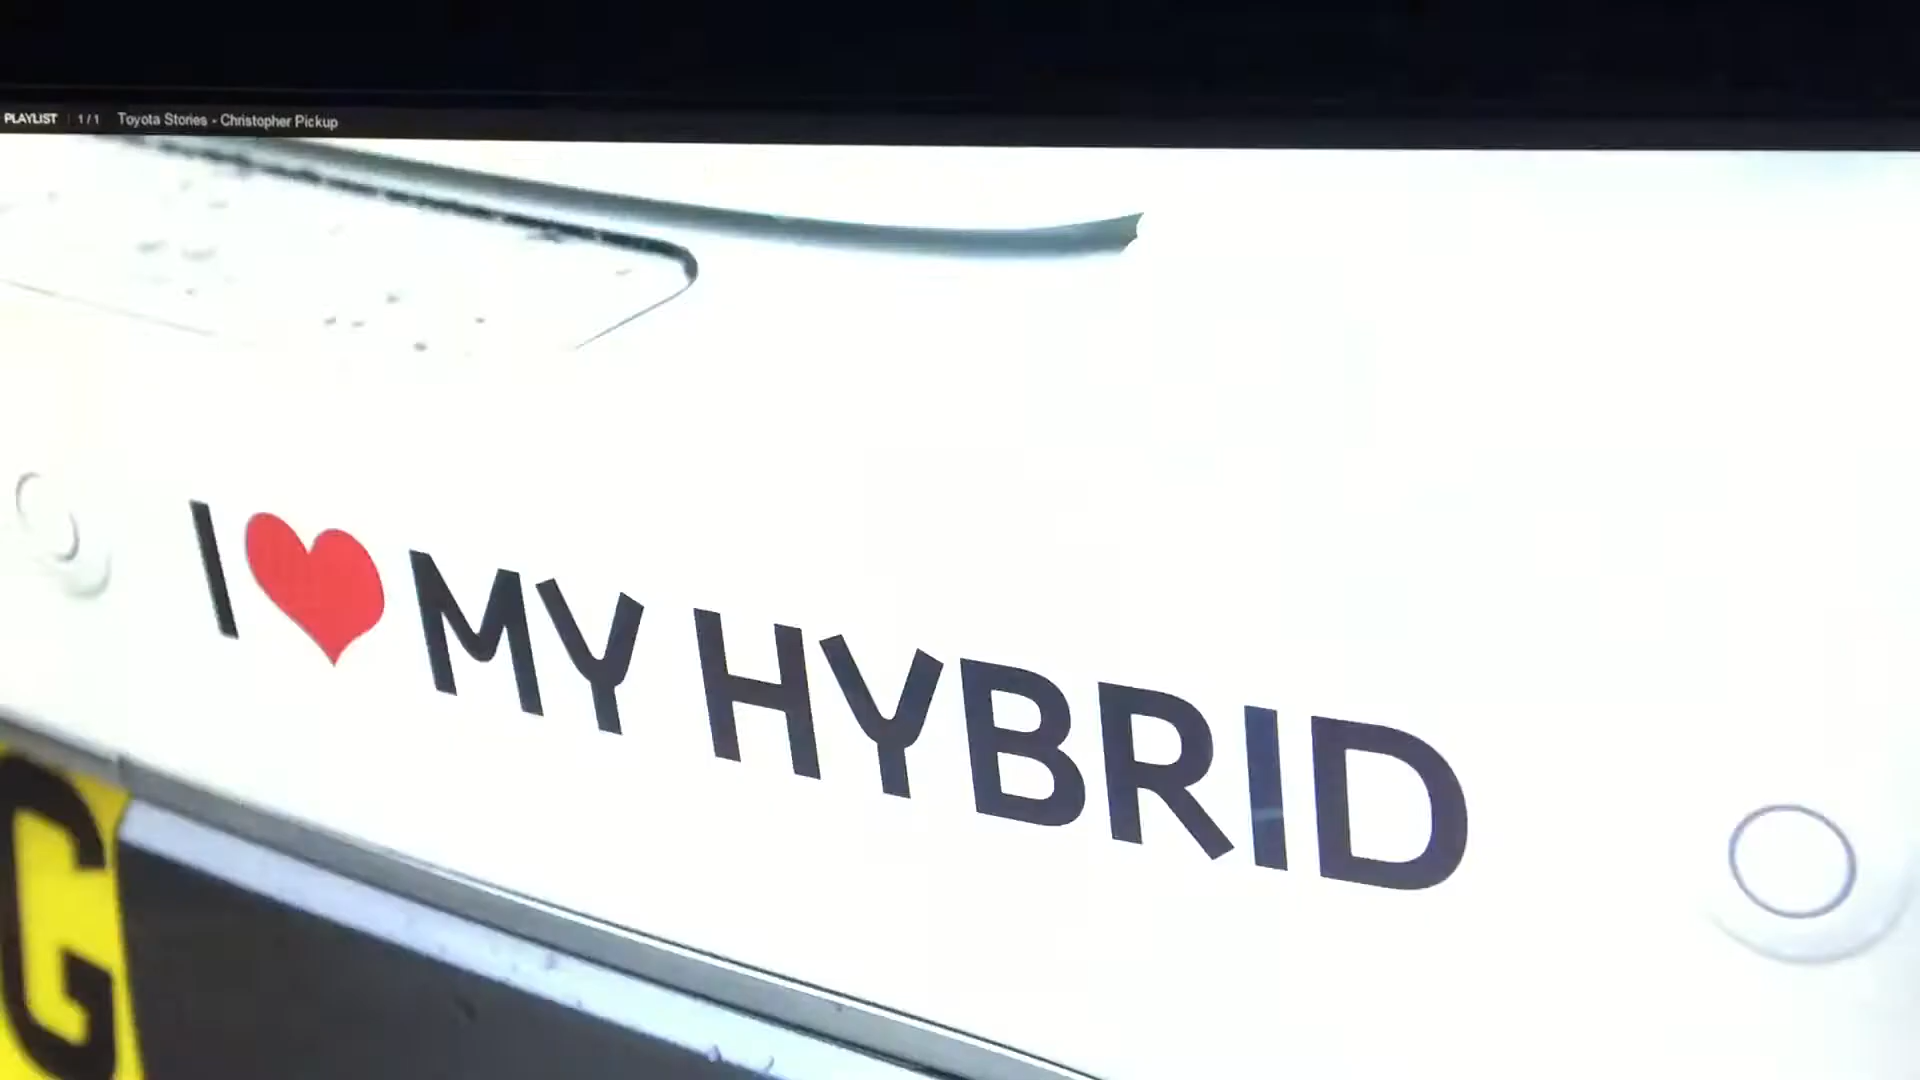 PLAYLIST 1/1 Toyota Stories - Christopher Pickup
I ❤ MY HYBRID
G